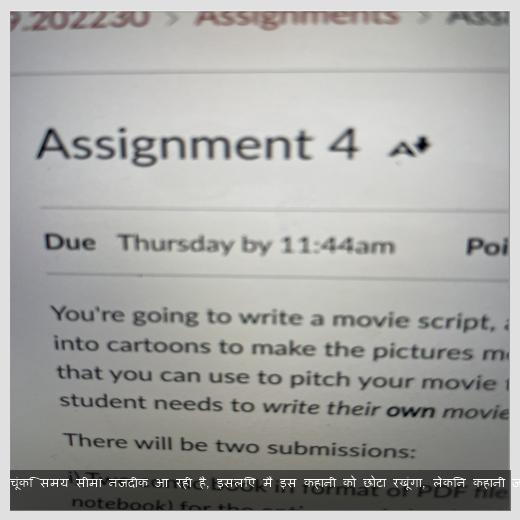 9.202230 > Assignments > Assi
Assignment 4
Due Thursday by 11:44am Poi
You're going to write a movie script, a
into cartoons to make the pictures m
that you can use to pitch your movie
student needs to write their own movie
There will be two submissions:
in format of PDF file
चूंकि समय सीमा नजदीक आ रही है, इसलिए मैं इस कहानी को छोटा रखूंगा, लेकिन कहानी
notebook) for the